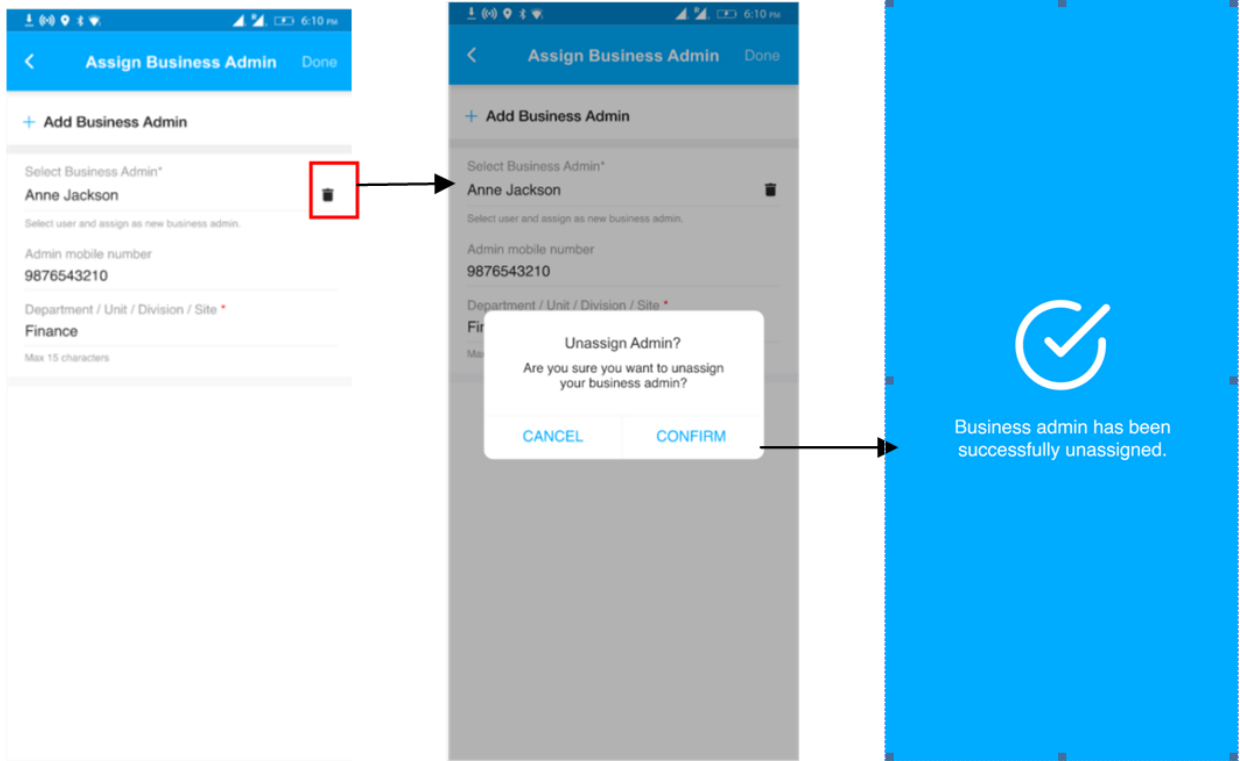 6:10 PM
Assign Business Admin Done
+ Add Business Admin
Select Business Admin*
Anne Jackson
Select user and assign as new business admin.
Admin mobile number
9876543210
Department / Unit / Division / Site *
Finance
Max 15 characters
6:10 PM
Assign Business Admin Done
+ Add Business Admin
Select Business Admin*
Anne Jackson
Select user and assign as new business admin.
Admin mobile number
9876543210
Department / Unit / Division / Site *
Unassign Admin?
Are you sure you want to unassign
your business admin?
CANCEL CONFIRM
Business admin has been
successfully unassigned.